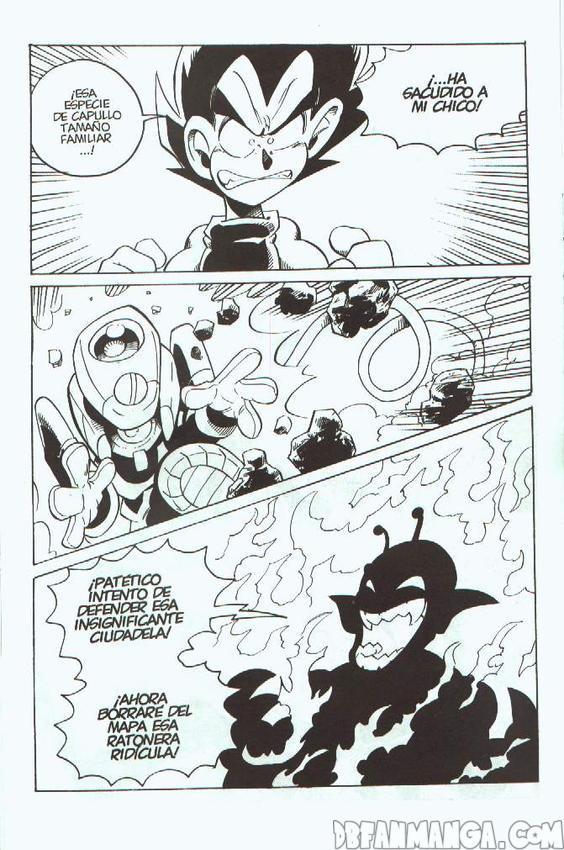 ¡ESA
ESPECIE
DE CAPULLO
TAMAÑO
FAMILIAR
...!
¡...HA
SACUDIDO A
MI CHICO!
¡PATÉTICO
INTENTO DE
DEFENDER ESA
INSIGNIFICANTE
CIUDADELA!
¡AHORA
BORRARÉ DEL
MAPA ESA
RATONERA
RIDÍCULA!
DBFANMANGA.COM